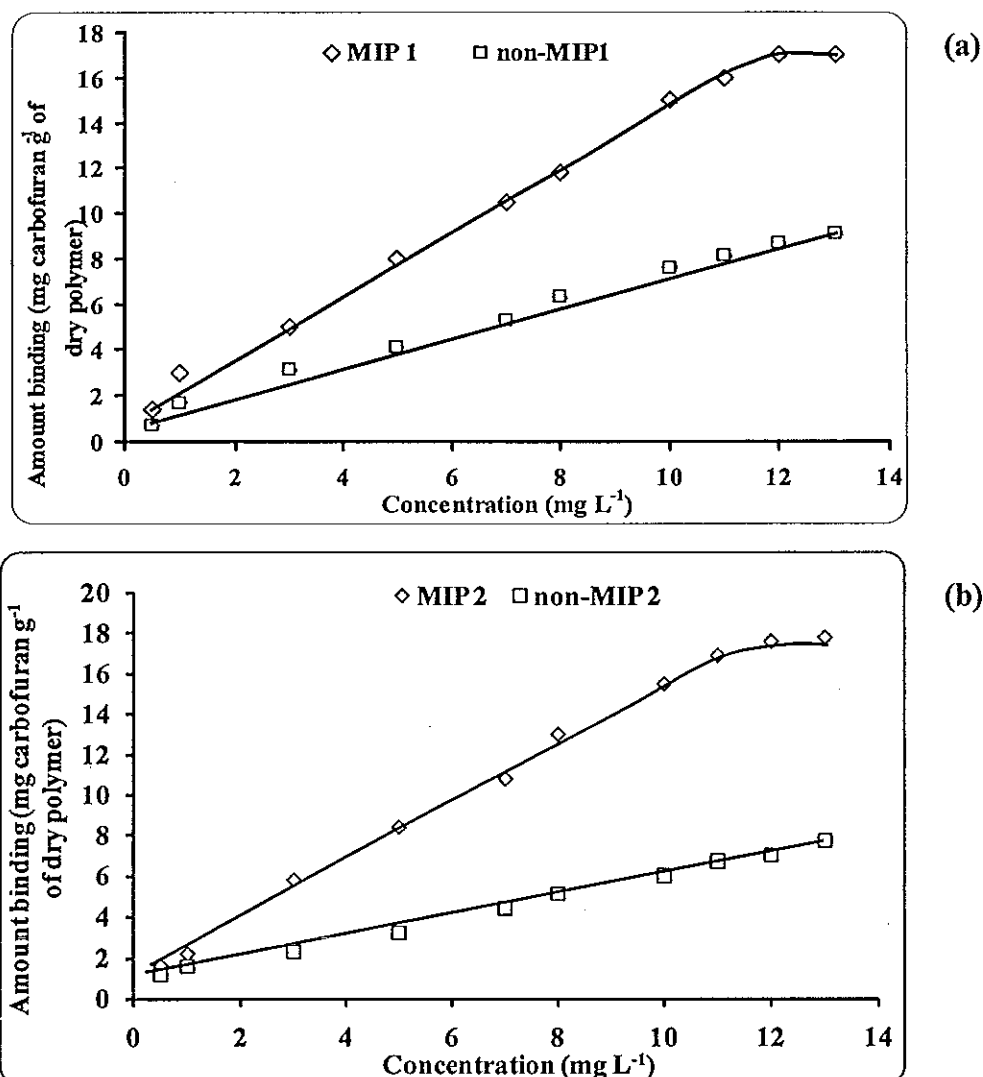 (a)
MIP 1 non-MIP1
Amount binding (mg carbofuran g-1 of
dry polymer)
18
16
14
12
10
8
6
4
2
0
0 2 4 6 8 10 12 14
Concentration (mg L-1)
(b)
MIP 2 non-MIP 2
Amount binding (mg carbofuran g-1
of dry polymer)
20
18
16
14
12
10
8
6
4
2
0
0 2 4 6 8 10 12 14
Concentration (mg L-1)